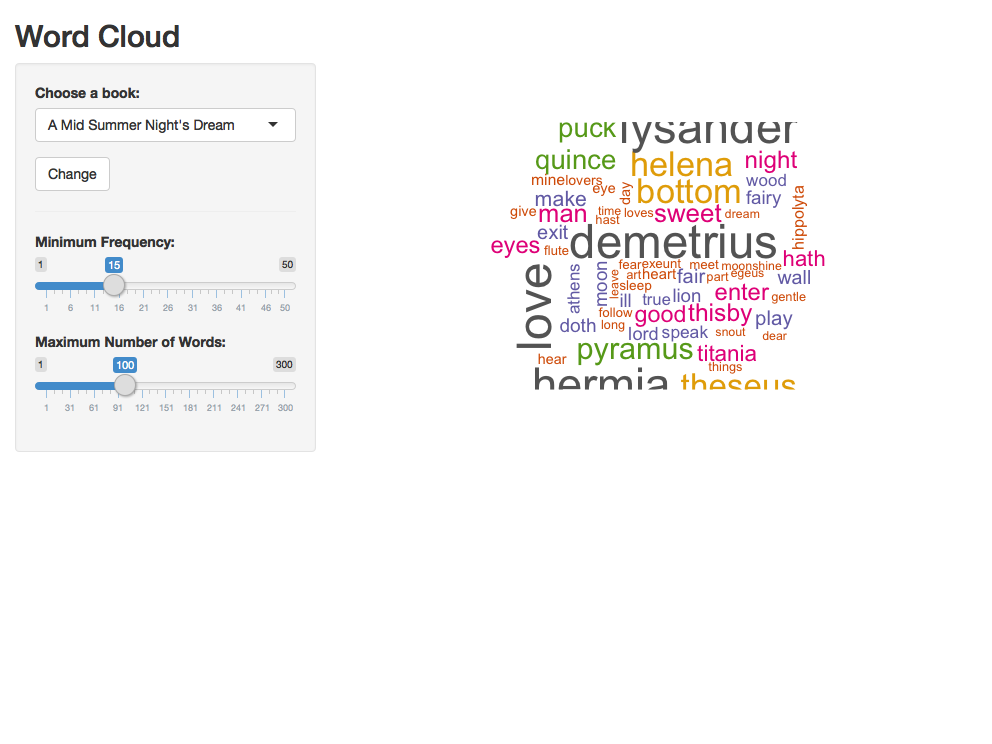 Word Cloud
Choose a book:
A Mid Summer Night's Dream
Change
Minimum Frequency:
1 15 50
1 6 11 16 21 26 31 36 41 46 50
Maximum Number of Words:
1 100 300
1 31 61 91 121 151 181 211 241 271 300
puck lysander
quince helena night
mine lovers eye day bottom wood
make fairy hippolyta
give man time hast loves sweet dream
exit demetrius
eyes flute hath
love athens moon leave fear exeunt meet moonshine
art heart fair part egeus wall
sleep ill true lion enter gentle
follow good thisby play
doth long lord speak snout dear
pyramus titania
hear things
hermia theseus